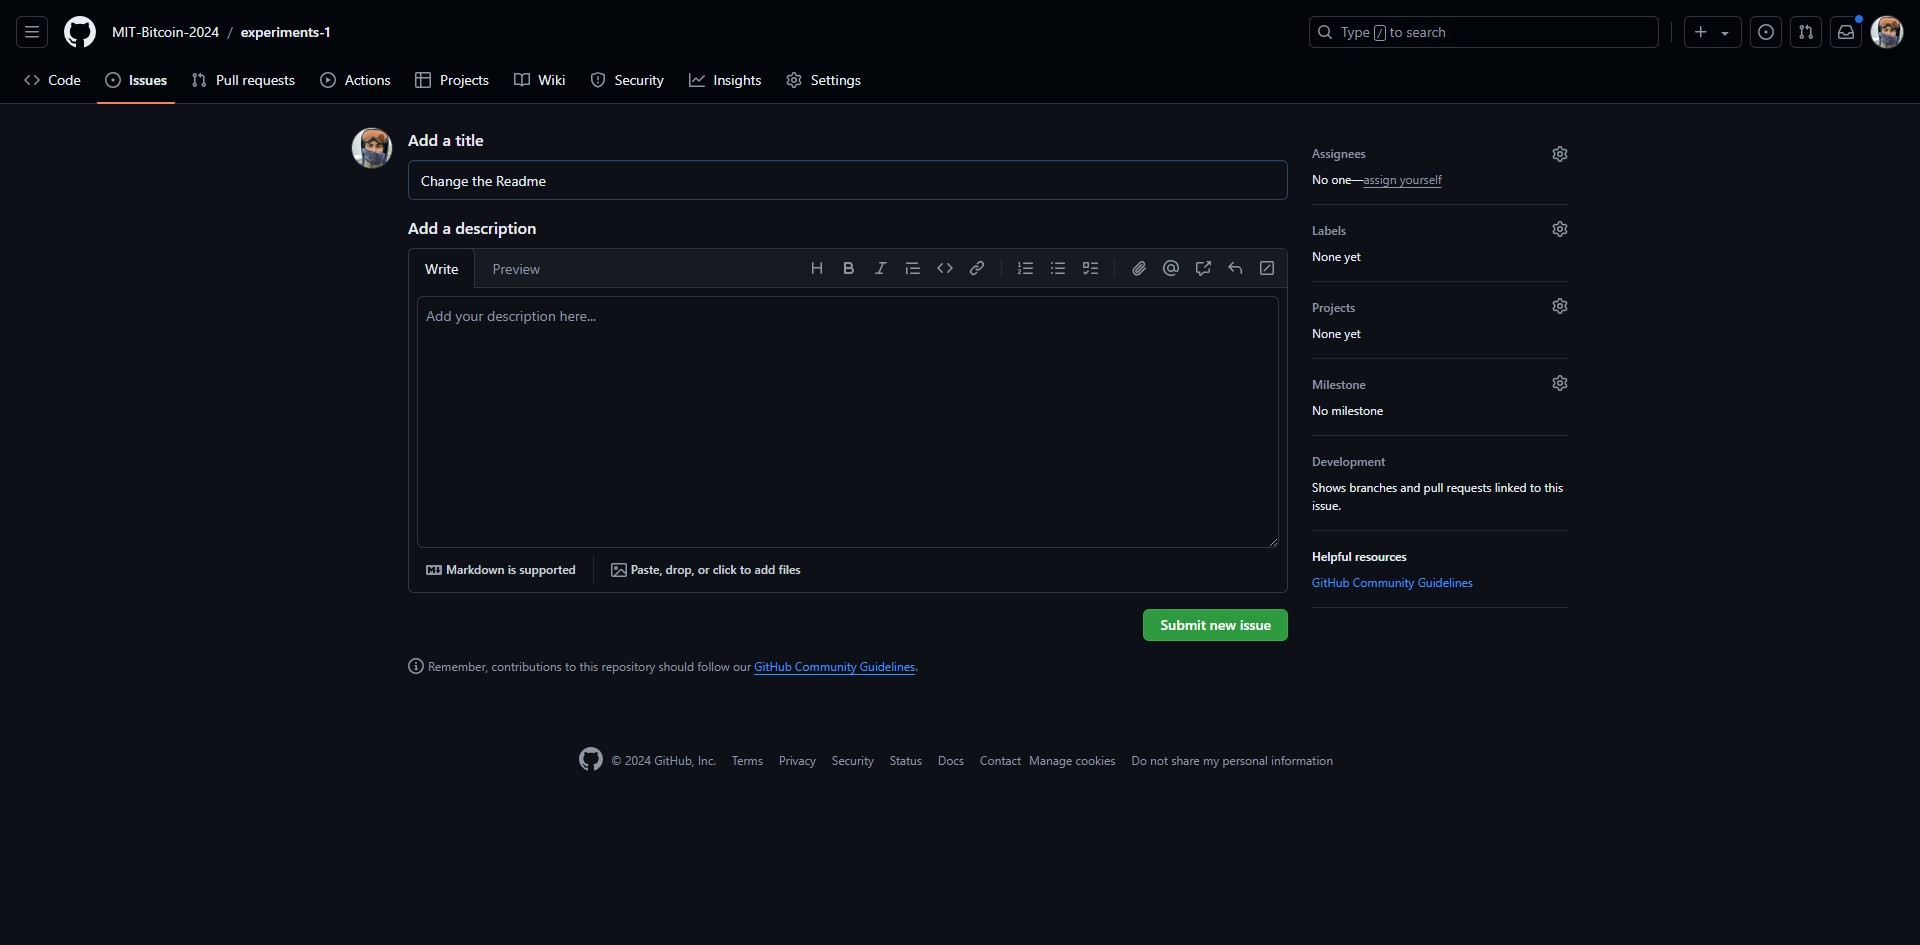 MIT-Bitcoin-2024 / experiments-1
Type / to search
Code Issues Pull requests Actions Projects Wiki Security Insights Settings
Add a title
Change the Readme
Add a description
Write Preview
Add your description here...
Markdown is supported Paste, drop, or click to add files
Submit new issue
Remember, contributions to this repository should follow our GitHub Community Guidelines.
Assignees
No one—assign yourself
Labels
None yet
Projects
None yet
Milestone
No milestone
Development
Shows branches and pull requests linked to this
issue.
Helpful resources
GitHub Community Guidelines
© 2024 GitHub, Inc. Terms Privacy Security Status Docs Contact Manage cookies Do not share my personal information